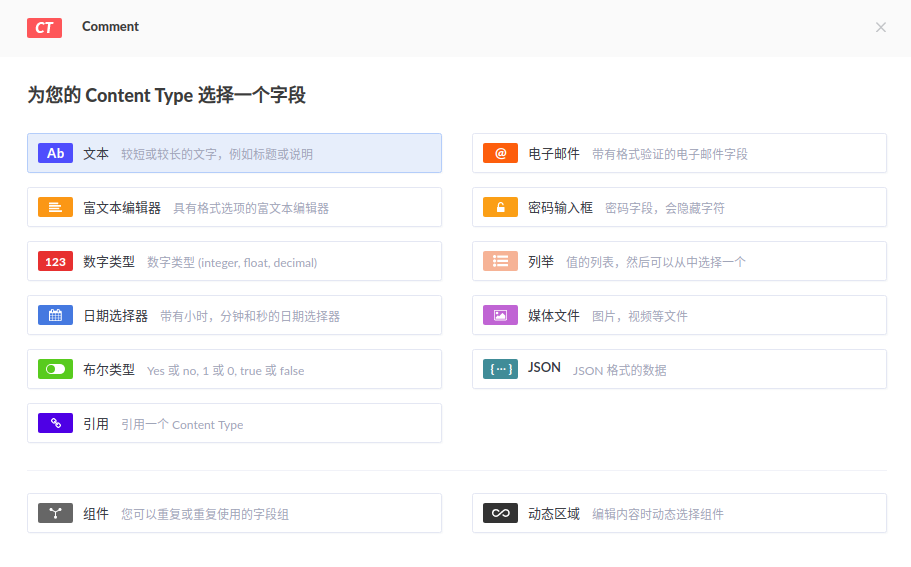 CT Comment
为您的 Content Type 选择一个字段
Ab 文本 较短或较长的文字，例如标题或说明
@ 电子邮件 带有格式验证的电子邮件字段
富文本编辑器 具有格式选项的富文本编辑器
密码输入框 密码字段，会隐藏字符
123 数字类型 数字类型 (integer, float, decimal)
列举 值的列表，然后可以从中选择一个
日期选择器 带有小时，分钟和秒的日期选择器
媒体文件 图片，视频等文件
布尔类型 Yes 或 no, 1 或 0, true 或 false
{···} JSON JSON 格式的数据
引用 引用一个 Content Type
组件 您可以重复或重复使用的字段组
动态区域 编辑内容时动态选择组件